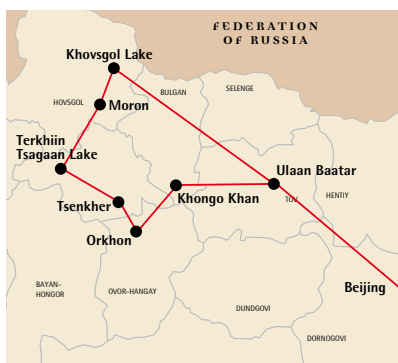 FEDERATION
OF RUSSIA
Khovsgol Lake
BULGAN
SELENGE
HOVSGOL
Moron
Terkhiin
Tsagaan Lake
Ulaan Baatar
HENTIY
TOV
Khongo Khan
Tsenkher
Orkhon
BAYAN-
HONGOR
OVOR-HANGAY
Beijing
DUNDGOVI
DORNOGOVI